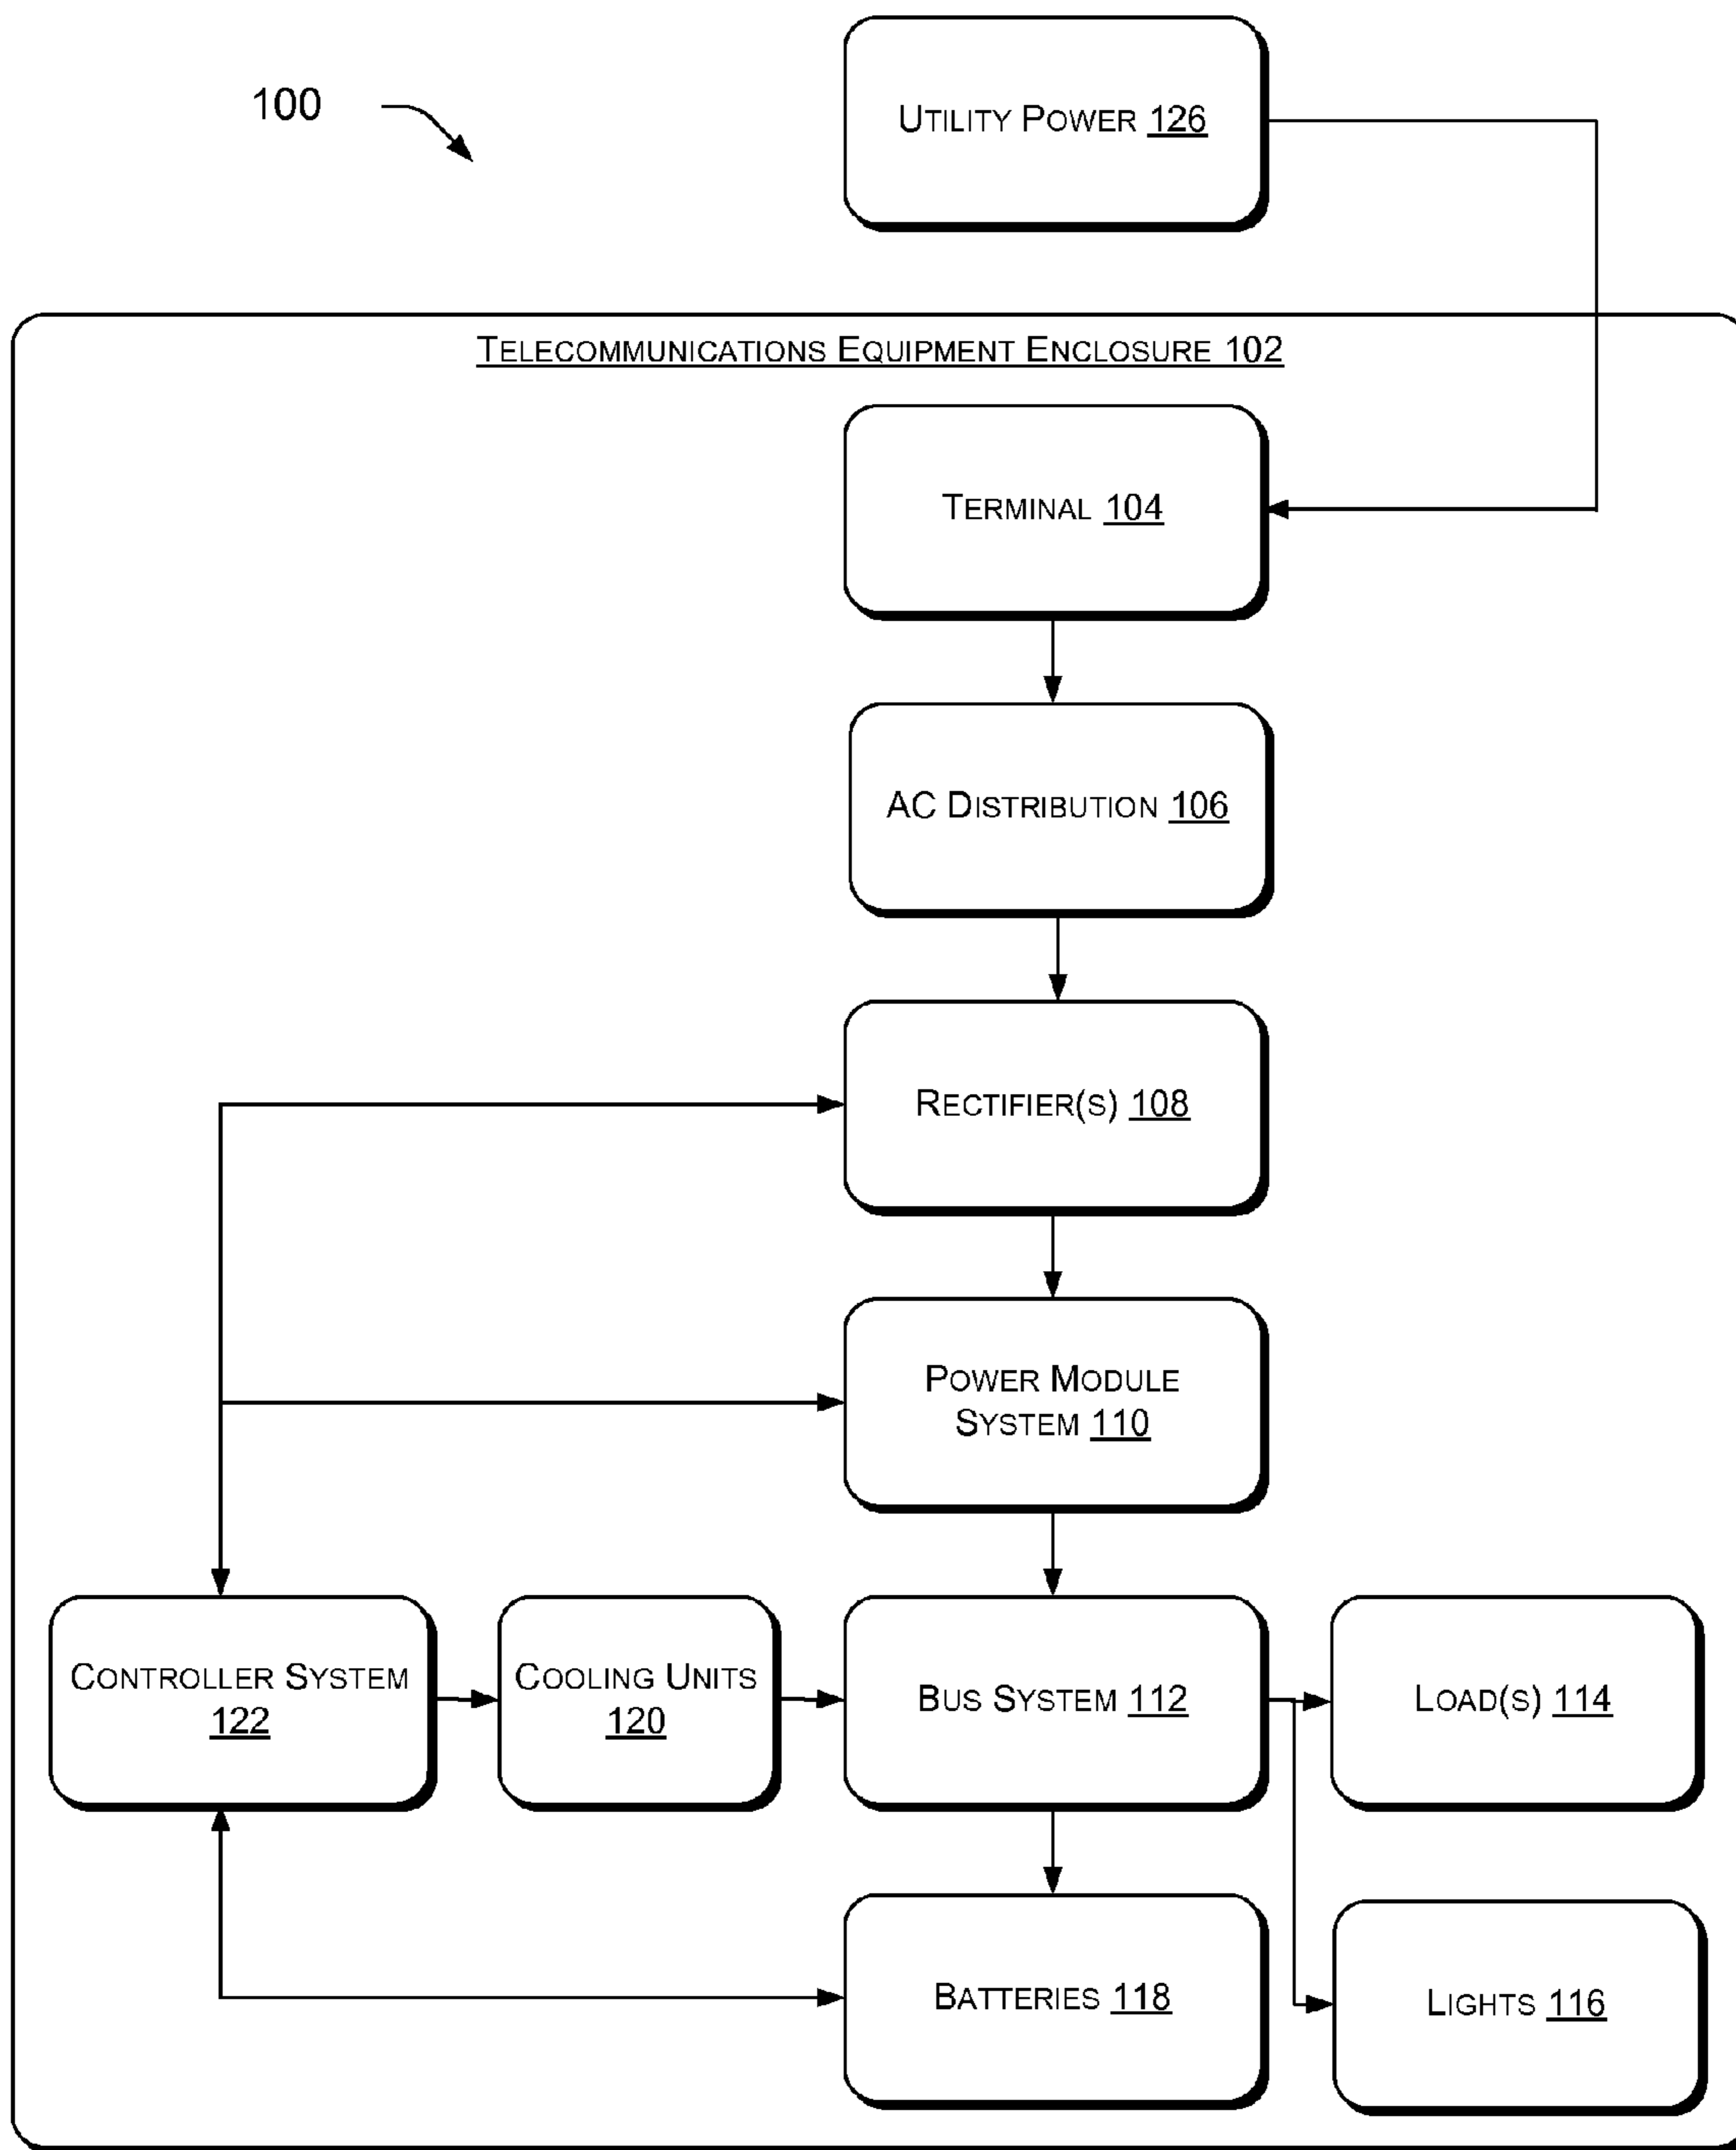 100
Utility Power 126
Telecommunications Equipment Enclosure 102
Terminal 104
AC Distribution 106
Rectifier(s) 108
Power Module
System 110
Controller System
122
Cooling Units
120
Bus System 112
Load(s) 114
Batteries 118
Lights 116